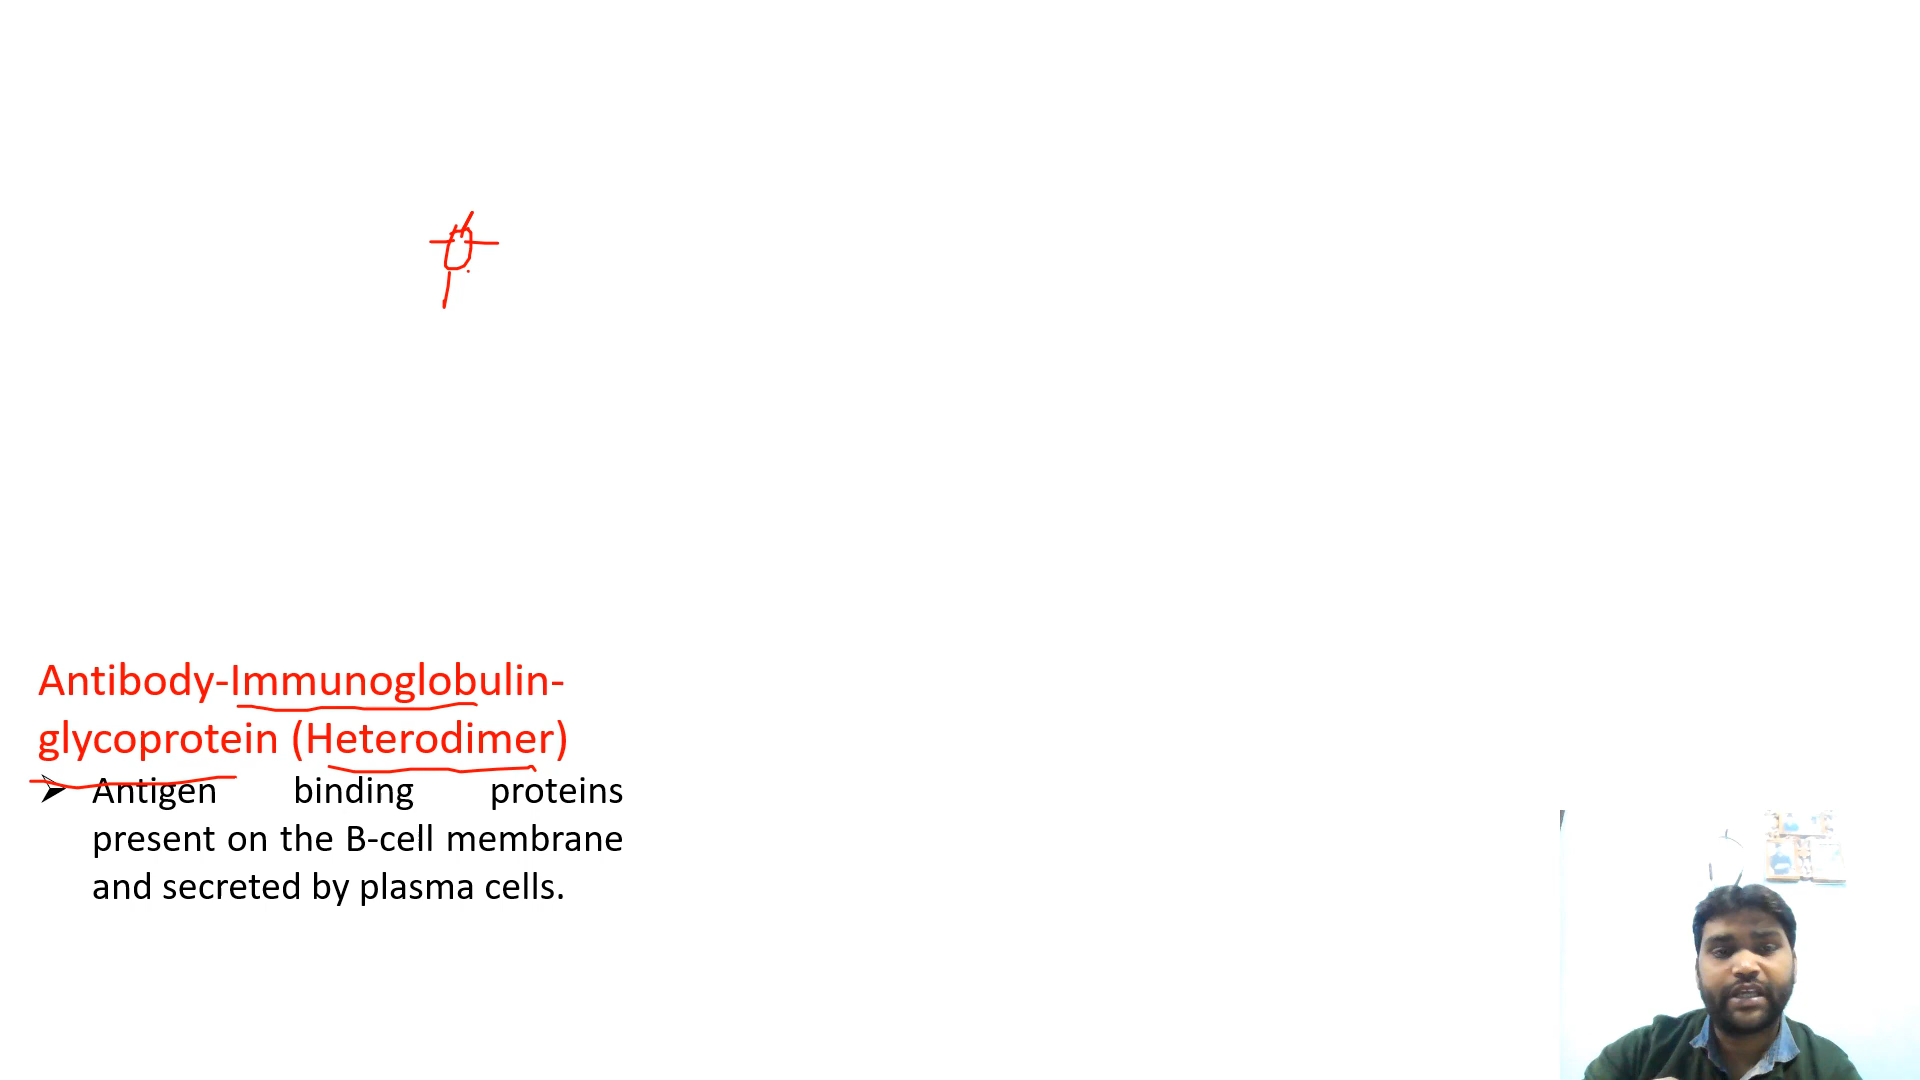 Antibody-Immunoglobulin-
glycoprotein (Heterodimer)
Antigen binding proteins
present on the B-cell membrane
and secreted by plasma cells.